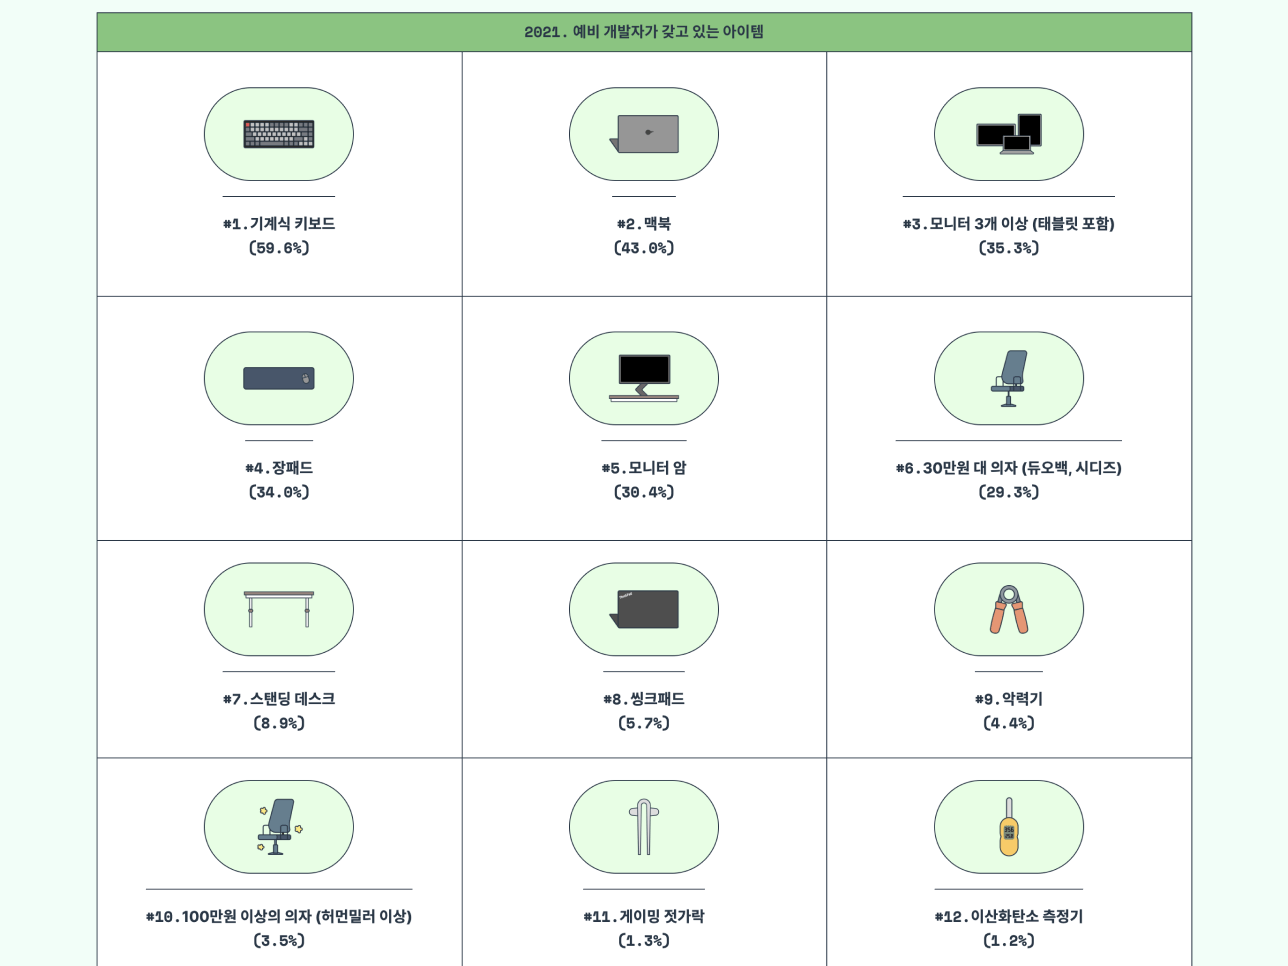 2021. 예비 개발자가 갖고 있는 아이템
#1.기계식 키보드
(59.6%)
#2.맥북
(43.0%)
#3.모니터 3개 이상 (태블릿 포함)
(35.3%)
#4.장패드
(34.0%)
#5.모니터 암
(30.4%)
#6.30만원 대 의자 (듀오백, 시디즈)
(29.3%)
#7.스탠딩 데스크
(8.9%)
#8.씽크패드
(5.7%)
#9.악력기
(4.4%)
#10.100만원 이상의 의자 (허먼밀러 이상)
(3.5%)
#11.게이밍 젓가락
(1.3%)
#12.이산화탄소 측정기
(1.2%)